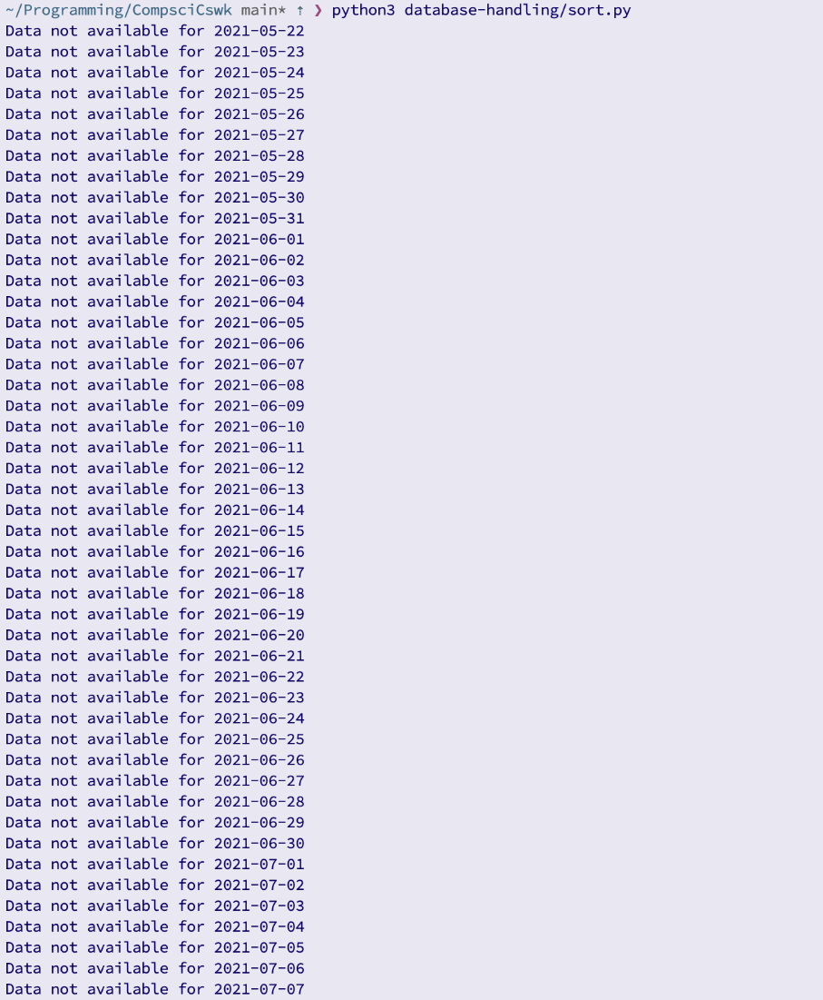 ~/Programming/CompsciCswk main* ⇡ ❯ python3 database-handling/sort.py
Data not available for 2021-05-22
Data not available for 2021-05-23
Data not available for 2021-05-24
Data not available for 2021-05-25
Data not available for 2021-05-26
Data not available for 2021-05-27
Data not available for 2021-05-28
Data not available for 2021-05-29
Data not available for 2021-05-30
Data not available for 2021-05-31
Data not available for 2021-06-01
Data not available for 2021-06-02
Data not available for 2021-06-03
Data not available for 2021-06-04
Data not available for 2021-06-05
Data not available for 2021-06-06
Data not available for 2021-06-07
Data not available for 2021-06-08
Data not available for 2021-06-09
Data not available for 2021-06-10
Data not available for 2021-06-11
Data not available for 2021-06-12
Data not available for 2021-06-13
Data not available for 2021-06-14
Data not available for 2021-06-15
Data not available for 2021-06-16
Data not available for 2021-06-17
Data not available for 2021-06-18
Data not available for 2021-06-19
Data not available for 2021-06-20
Data not available for 2021-06-21
Data not available for 2021-06-22
Data not available for 2021-06-23
Data not available for 2021-06-24
Data not available for 2021-06-25
Data not available for 2021-06-26
Data not available for 2021-06-27
Data not available for 2021-06-28
Data not available for 2021-06-29
Data not available for 2021-06-30
Data not available for 2021-07-01
Data not available for 2021-07-02
Data not available for 2021-07-03
Data not available for 2021-07-04
Data not available for 2021-07-05
Data not available for 2021-07-06
Data not available for 2021-07-07